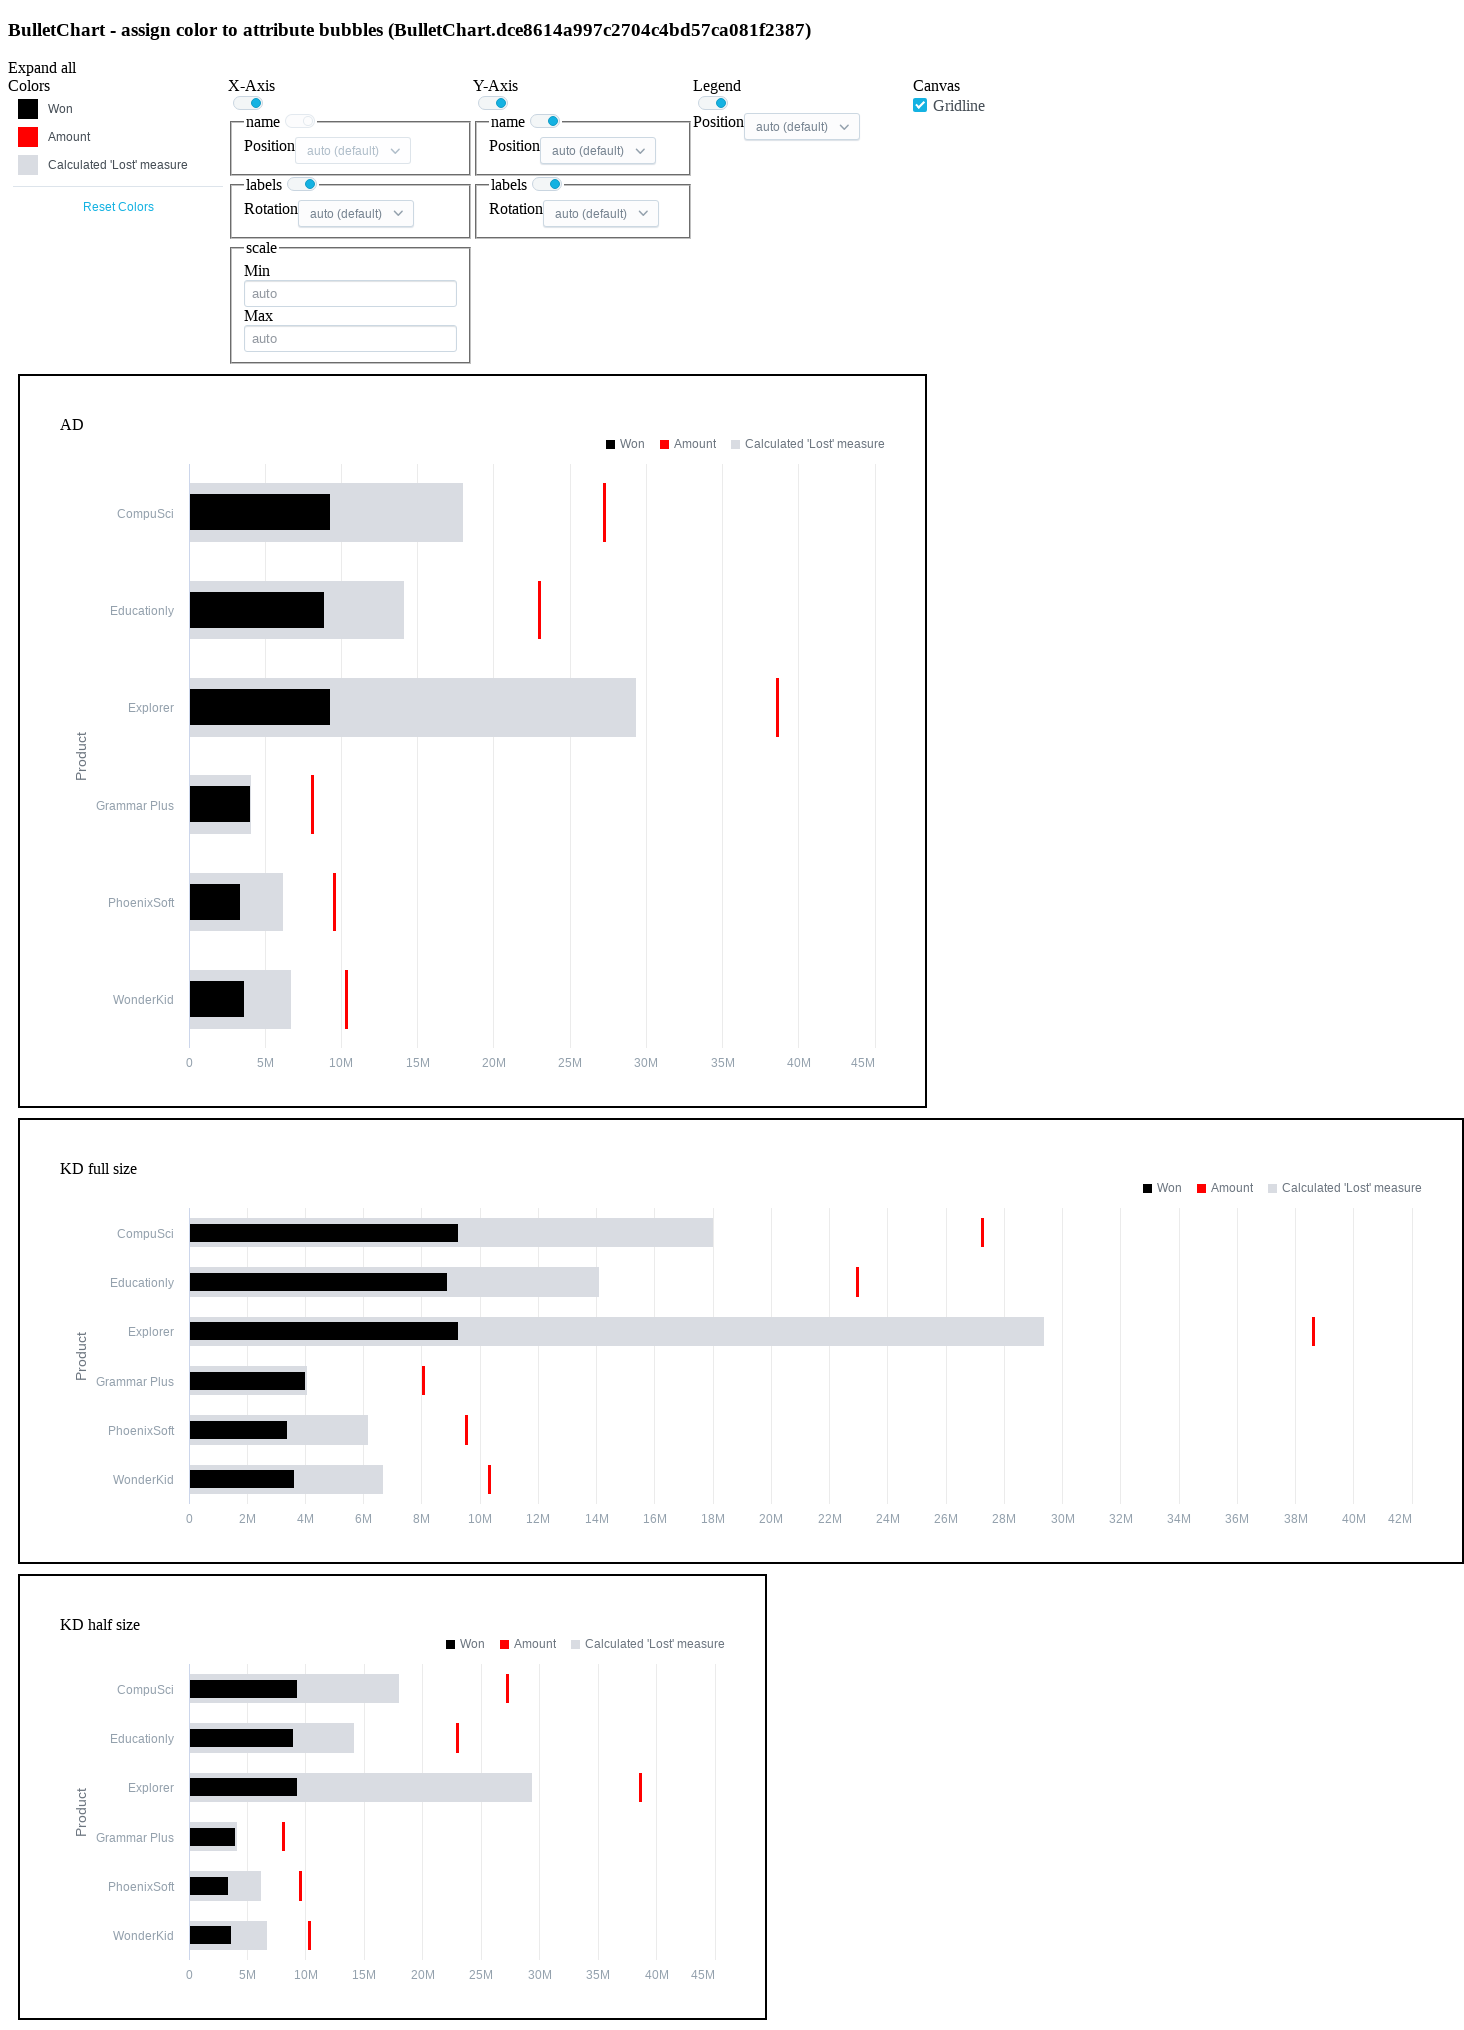 BulletChart - assign color to attribute bubbles (BulletChart.dce8614a997c2704c4bd57ca081f2387)
Expand all
Colors
Won
Amount
Calculated 'Lost' measure
Reset Colors
X-Axis
name
Position auto (default)
labels
Rotation auto (default)
scale
Min
auto
Max
auto
Y-Axis
name
Position auto (default)
labels
Rotation auto (default)
Legend
Position auto (default)
Canvas
Gridline
AD
Won Amount Calculated 'Lost' measure
Product
CompuSci
Educationly
Explorer
Grammar Plus
PhoenixSoft
WonderKid
0 5M 10M 15M 20M 25M 30M 35M 40M 45M
KD full size
Won Amount Calculated 'Lost' measure
Product
CompuSci
Educationly
Explorer
Grammar Plus
PhoenixSoft
WonderKid
0 2M 4M 6M 8M 10M 12M 14M 16M 18M 20M 22M 24M 26M 28M 30M 32M 34M 36M 38M 40M 42M
KD half size
Won Amount Calculated 'Lost' measure
Product
CompuSci
Educationly
Explorer
Grammar Plus
PhoenixSoft
WonderKid
0 5M 10M 15M 20M 25M 30M 35M 40M 45M